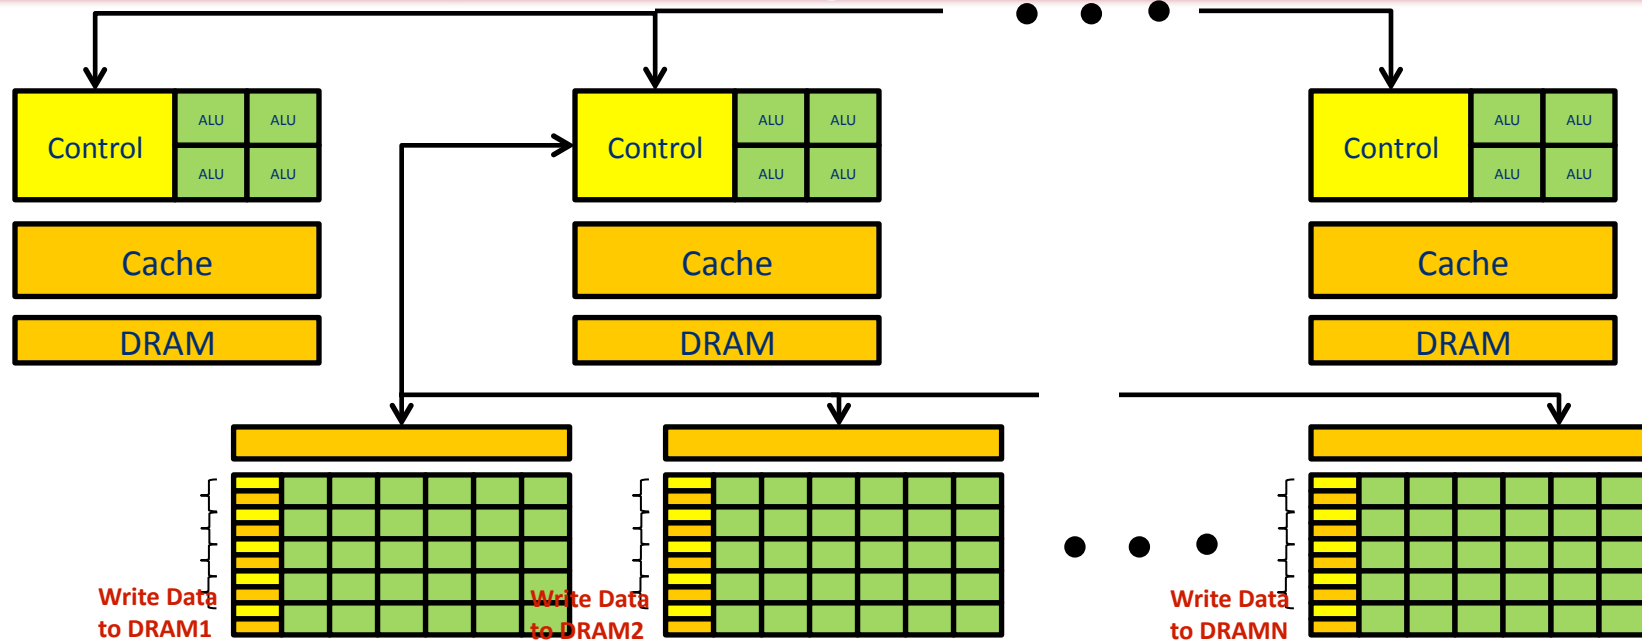 Control
ALU ALU
ALU ALU
Cache
DRAM
Control
ALU ALU
ALU ALU
Cache
DRAM
Control
ALU ALU
ALU ALU
Cache
DRAM
Write Data
to DRAM1
Write Data
to DRAM2
Write Data
to DRAMN